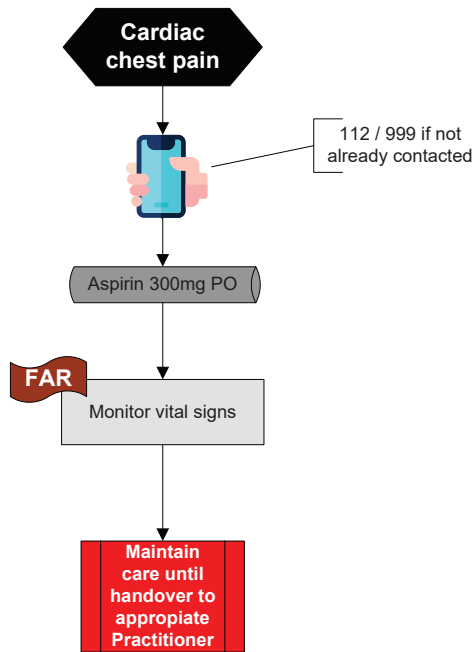 Cardiac
chest pain
112 / 999 if not
already contacted
Aspirin 300mg PO
FAR
Monitor vital signs
Maintain
care until
handover to
appropiate
Practitioner